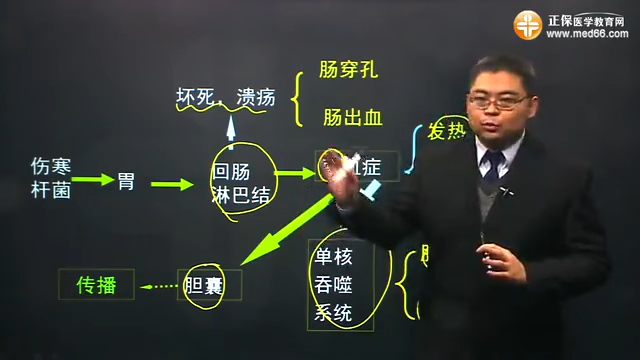 正保医学教育网
www.med66.com
肠穿孔
坏死，溃疡
肠出血
发热
伤寒
杆菌
胃
回肠
淋巴结
血症
单核
吞噬
系统
胆囊
传播